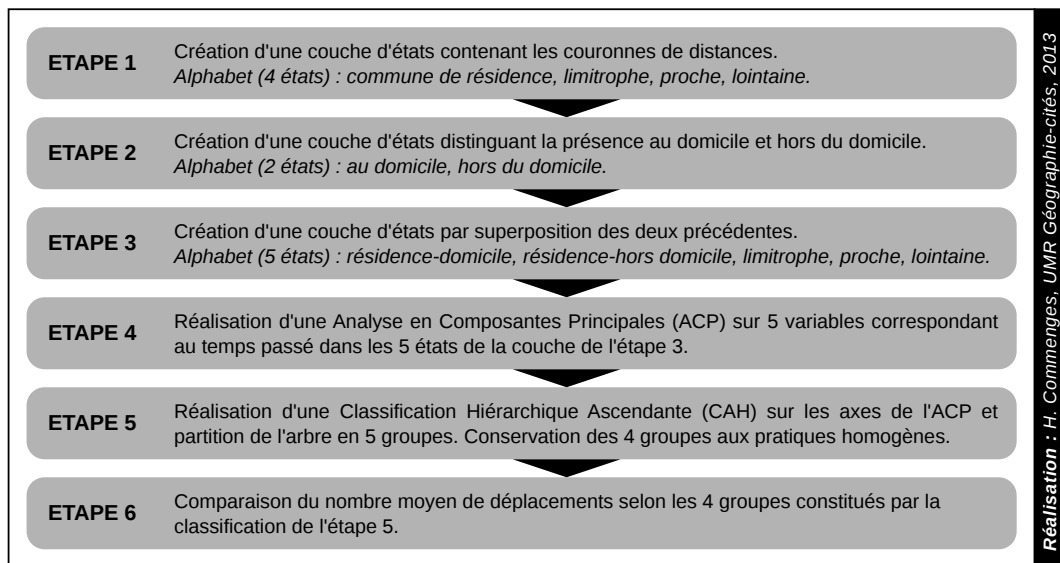 ETAPE 1
Création d'une couche d'états contenant les couronnes de distances.
Alphabet (4 états) : commune de résidence, limitrophe, proche, lointaine.
ETAPE 2
Création d'une couche d'états distinguant la présence au domicile et hors du domicile.
Alphabet (2 états) : au domicile, hors du domicile.
ETAPE 3
Création d'une couche d'états par superposition des deux précédentes.
Alphabet (5 états) : résidence-domicile, résidence-hors domicile, limitrophe, proche, lointaine.
ETAPE 4
Réalisation d'une Analyse en Composantes Principales (ACP) sur 5 variables correspondant
au temps passé dans les 5 états de la couche de l'étape 3.
ETAPE 5
Réalisation d'une Classification Hiérarchique Ascendante (CAH) sur les axes de l'ACP et
partition de l'arbre en 5 groupes. Conservation des 4 groupes aux pratiques homogènes.
ETAPE 6
Comparaison du nombre moyen de déplacements selon les 4 groupes constitués par la
classification de l'étape 5.
Réalisation : H. Commenges, UMR Géographie-cités, 2013